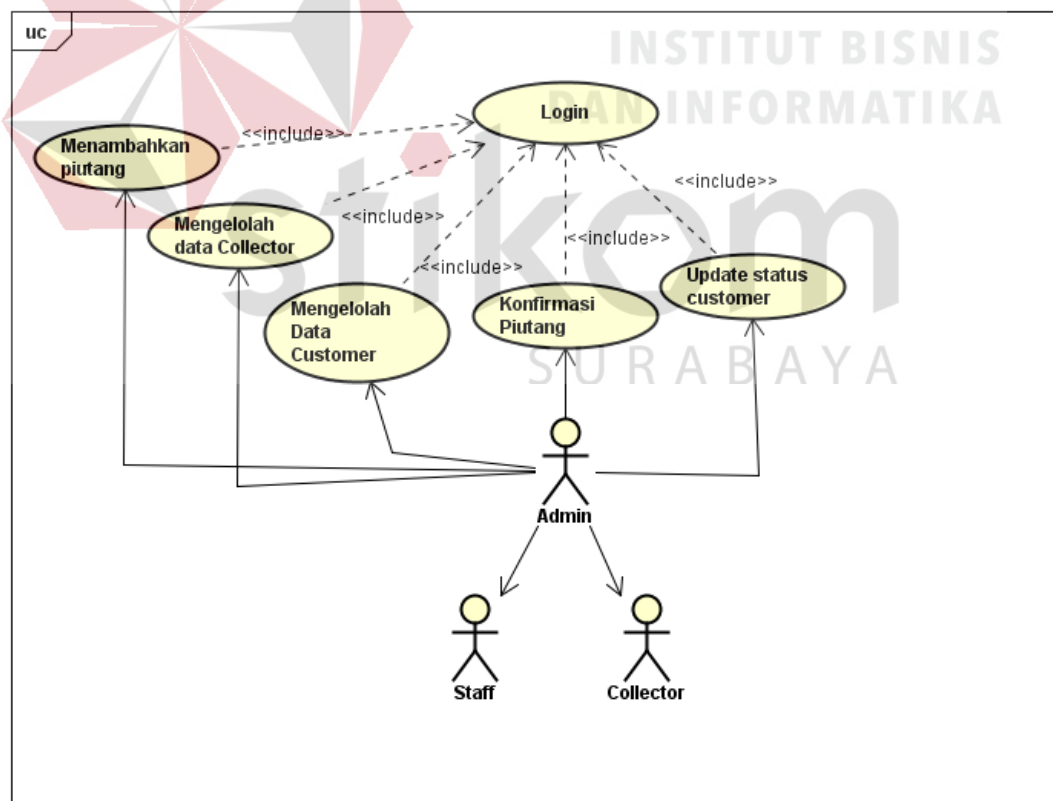 uc
INSTITUT BISNIS
DAN INFORMATIKA
Login
<<include>>
Menambahkan
piutang
<<include>>
Mengelolah
data Collector
<<include>>
stikom
<<include>>
<<include>>
Update status
customer
Mengelolah
Data
Customer
Konfirmasi
Piutang
SURABAYA
Admin
Staff
Collector